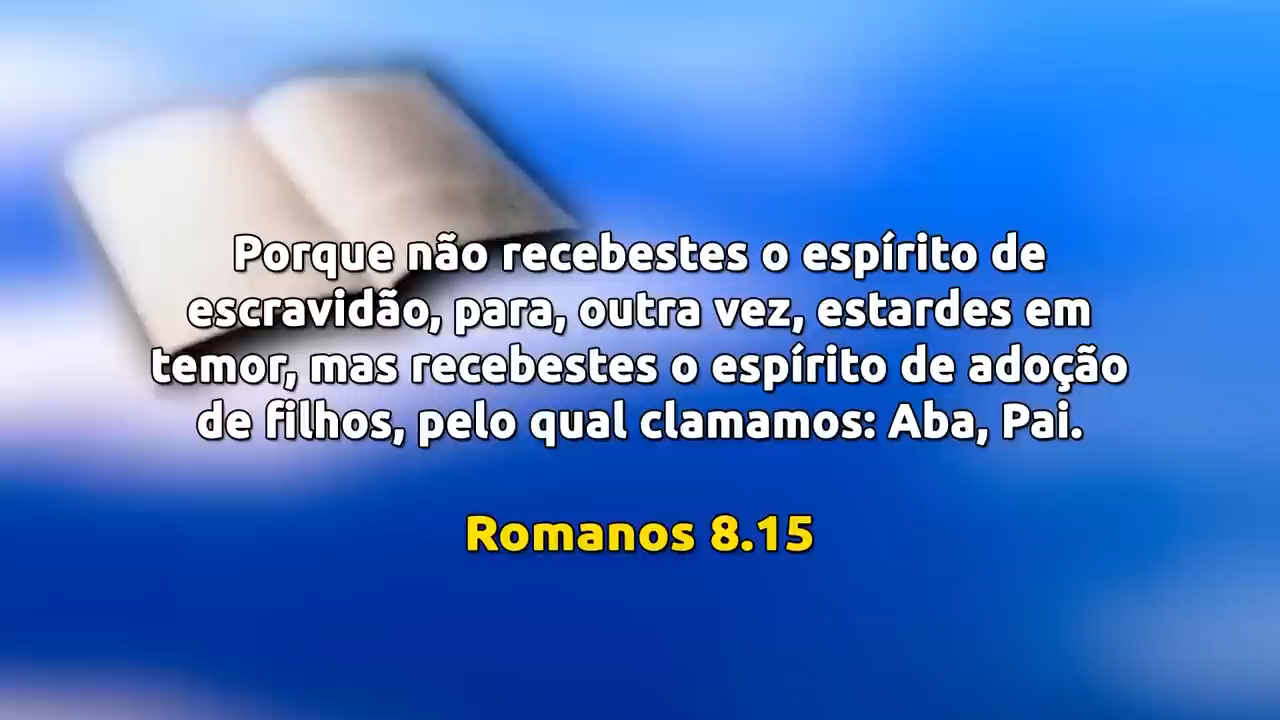 Porque não recebestes o espírito de
escravidão, para, outra vez, estardes em
temor, mas recebestes o espírito de adoção
de filhos, pelo qual clamamos: Aba, Pai.
Romanos 8.15